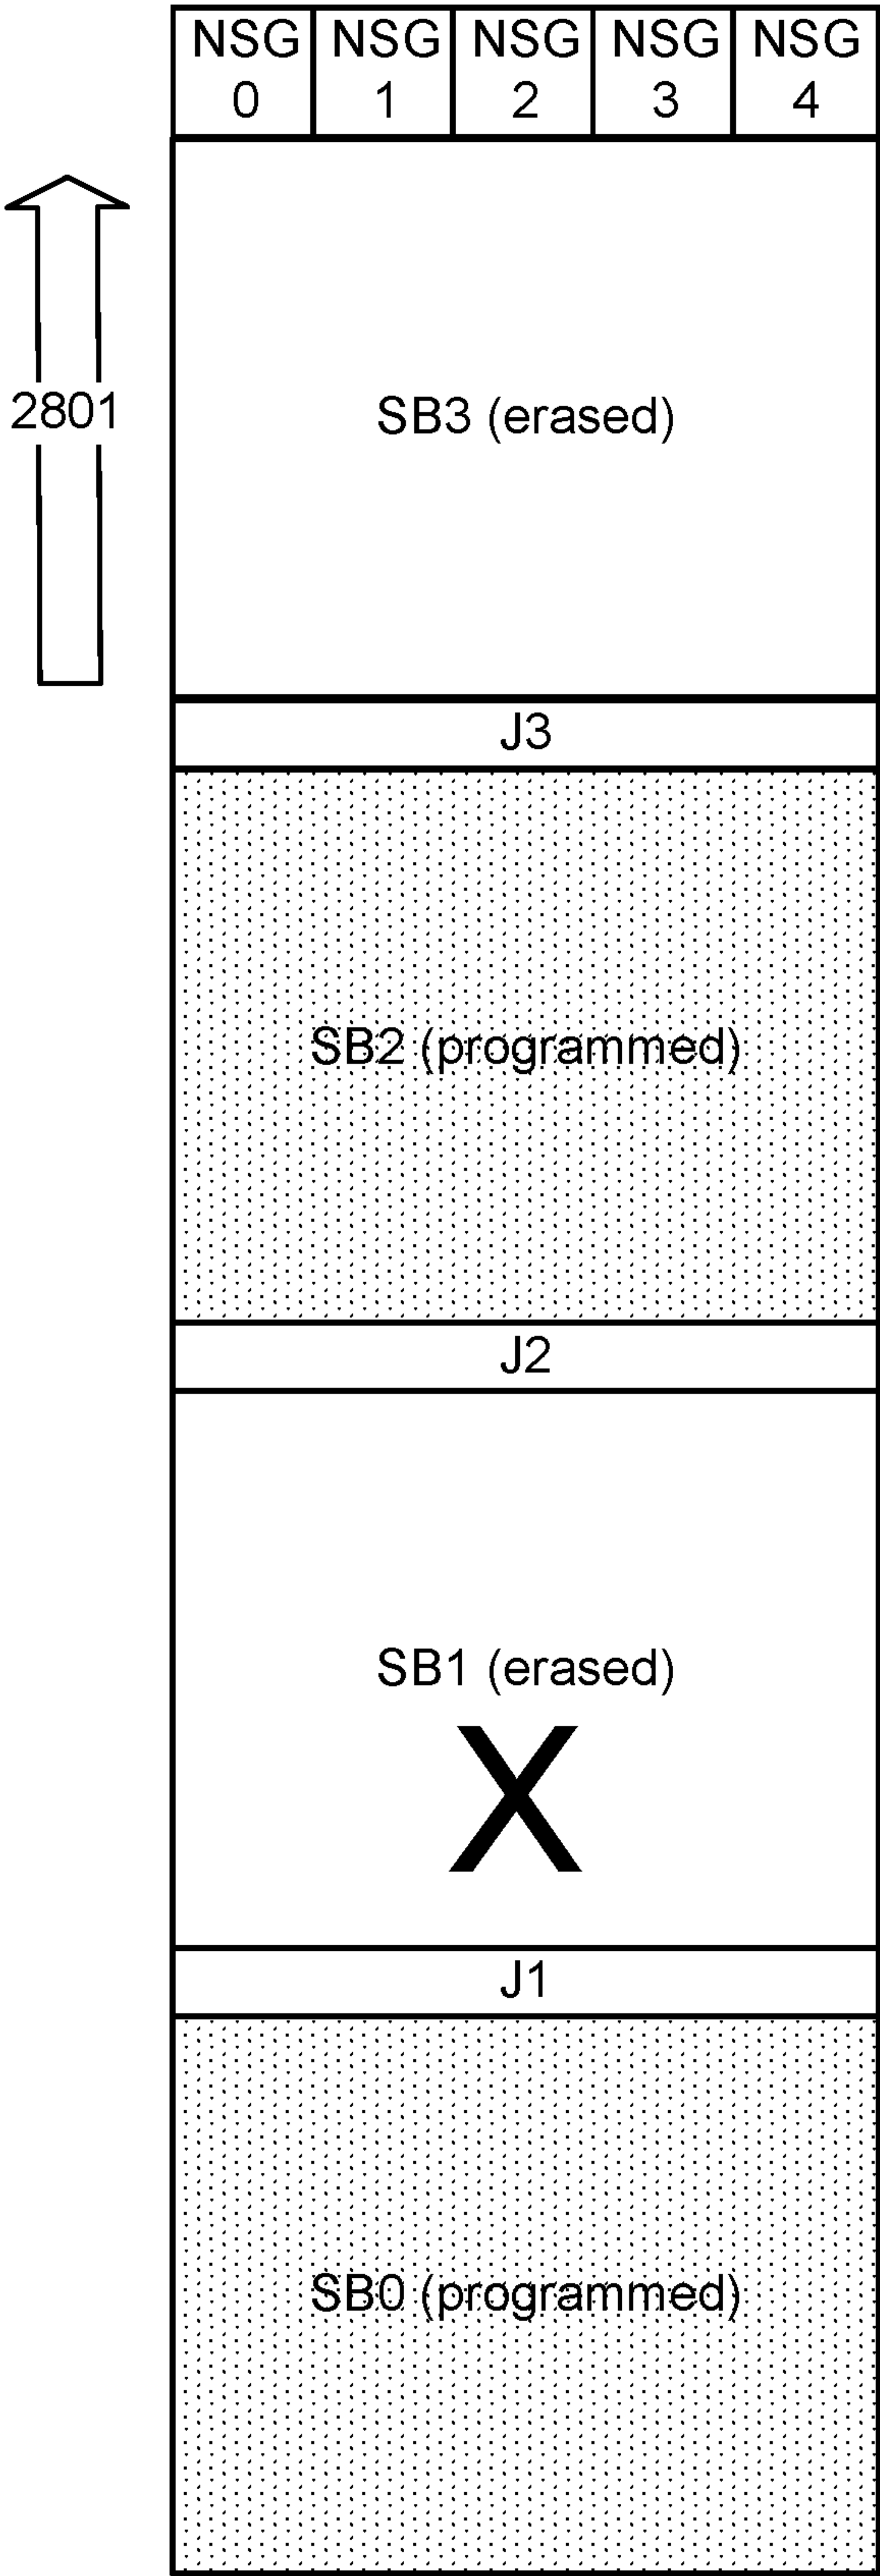 NSG NSG NSG NSG NSG
0 1 2 3 4
2801
SB3 (erased)
J3
SB2 (programmed)
J2
SB1 (erased)
X
J1
SB0 (programmed)